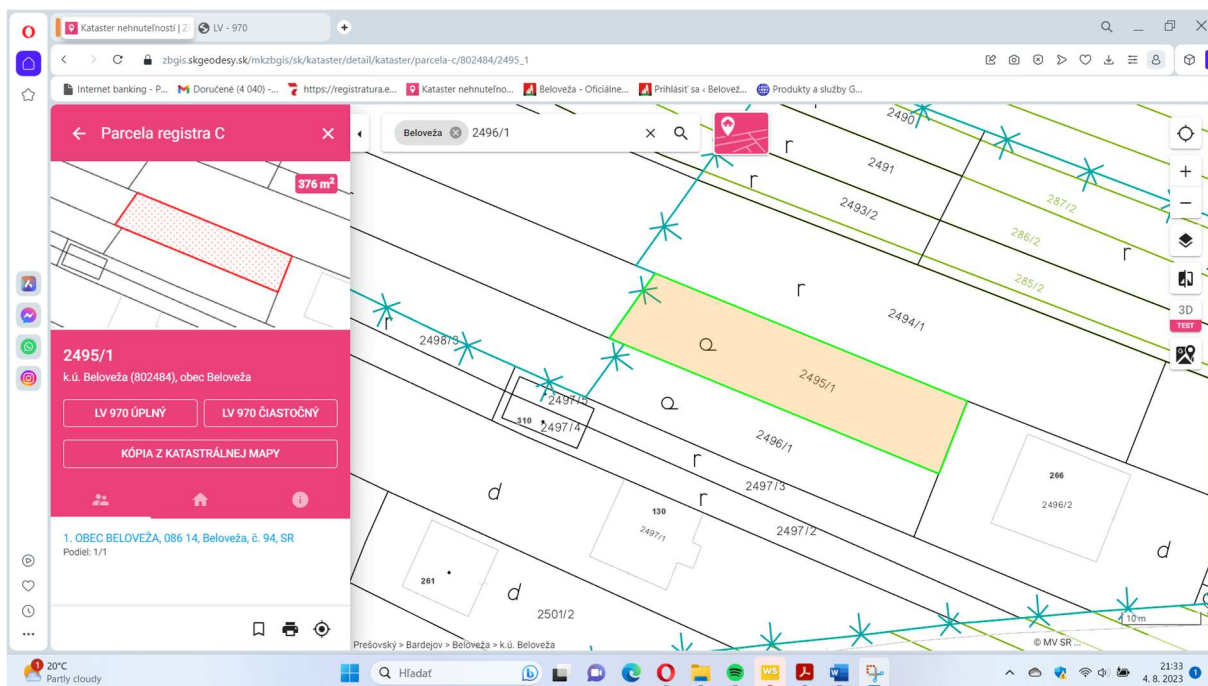 Kataster nehnuteľností | Z
LV - 970
zbgis.skgeodesy.sk/mkzbgis/sk/kataster/detail/kataster/parcela-c/802484/2495_1
Internet banking - P...
Doručené (4 040) -...
https://registratura.e...
Kataster nehnuteľno...
Beloveža - Oficiálne...
Prihlásiť sa ‹ Belovež...
Produkty a služby G...
Parcela registra C
376 m²
2495/1
k.ú. Beloveža (802484), obec Beloveža
LV 970 ÚPLNÝ
LV 970 ČIASTOČNÝ
KÓPIA Z KATASTRÁLNEJ MAPY
1. OBEC BELOVEŽA, 086 14, Beloveža, č. 94, SR
Podiel: 1/1
Beloveža
2496/1
2490
r
2491
r
2493/2
287/2
286/2
r
285/2
r
2494/1
3D
TEST
r
2498/3
2495/1
2497/5
310
2497/4
2496/1
r
2497/3
266
2496/2
d
r
130
2497/1
2497/2
d
261
d
2501/2
10 m
Prešovský > Bardejov > Beloveža > k.ú. Beloveža
© MV SR ...
1
20°C
Partly cloudy
Hľadať
WS
21:33
4. 8. 2023
1